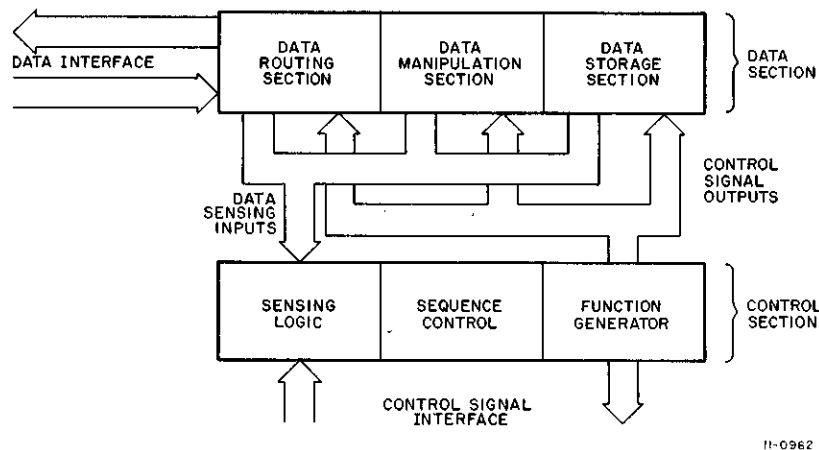 DATA INTERFACE
DATA
ROUTING
SECTION
DATA
MANIPULATION
SECTION
DATA
STORAGE
SECTION
DATA
SECTION
DATA
SENSING
INPUTS
CONTROL
SIGNAL
OUTPUTS
SENSING
LOGIC
SEQUENCE
CONTROL
FUNCTION
GENERATOR
CONTROL
SECTION
CONTROL SIGNAL
INTERFACE
11-0962